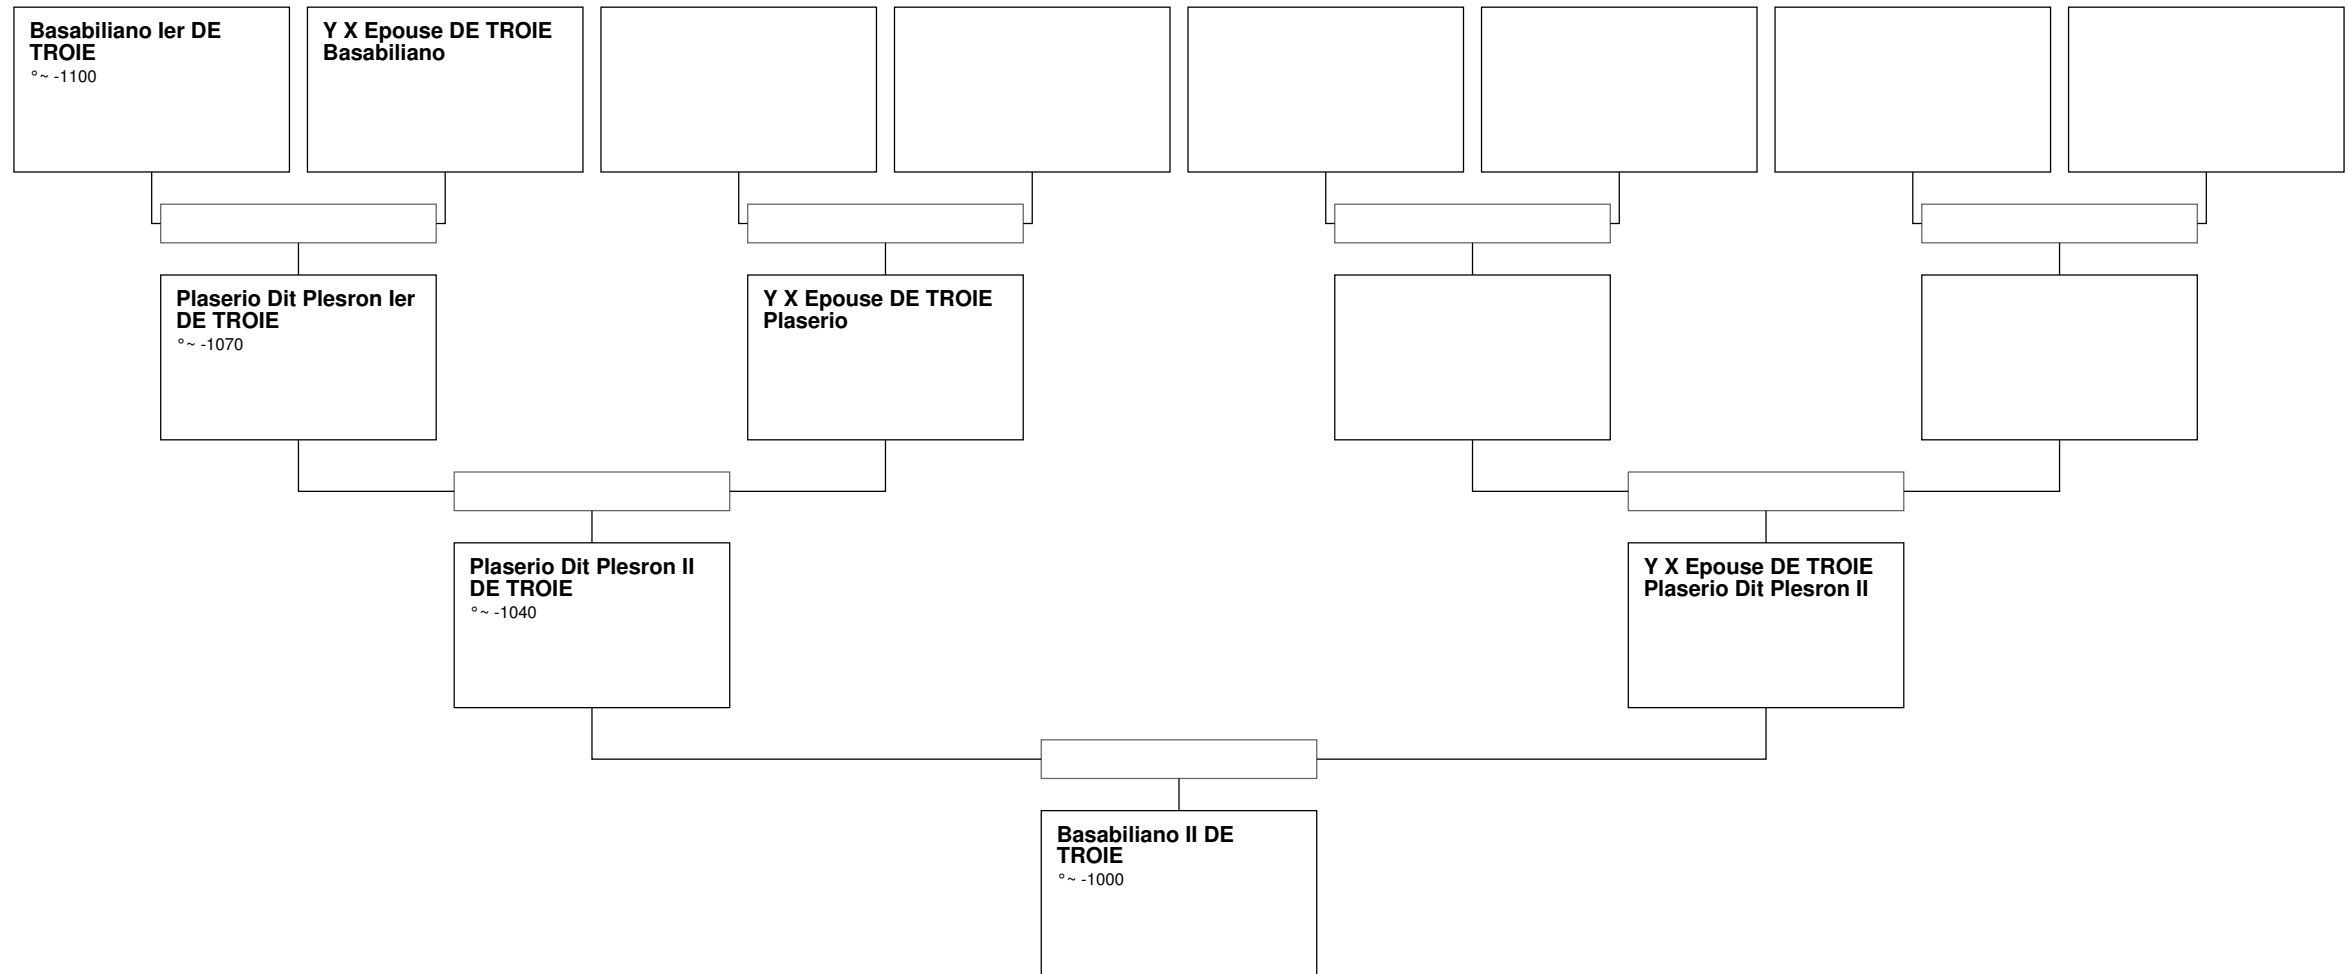 Basabiliano Ier DE
TROIE
°~ -1100
Y X Epouse DE TROIE
Basabiliano
Plaserio Dit Plesron Ier
DE TROIE
°~ -1070
Y X Epouse DE TROIE
Plaserio
Plaserio Dit Plesron II
DE TROIE
°~ -1040
Y X Epouse DE TROIE
Plaserio Dit Plesron II
Basabiliano II DE
TROIE
°~ -1000